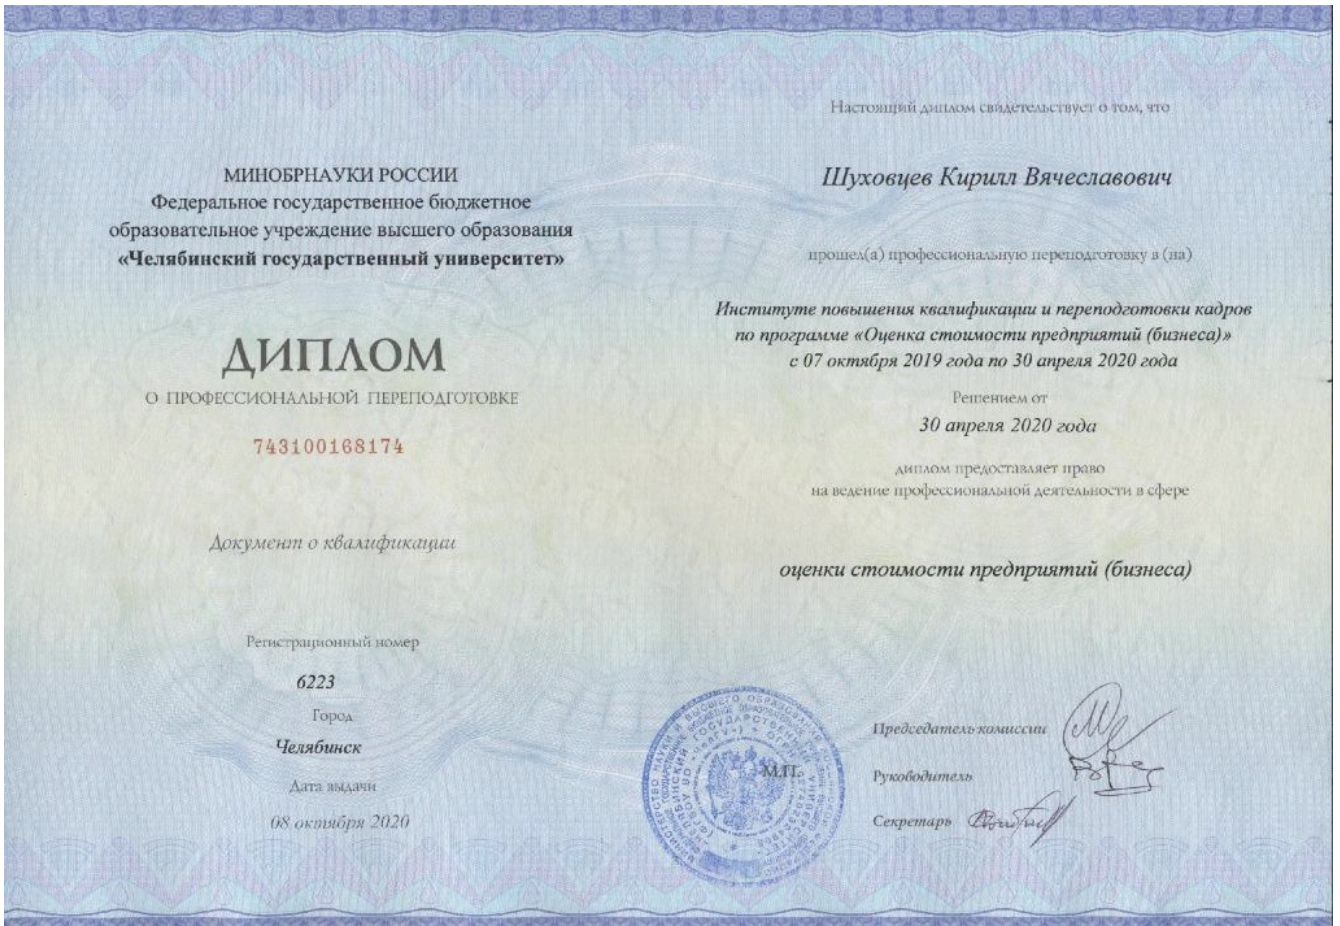 МИНОБРНАУКИ РОССИИ
Федеральное государственное бюджетное
образовательное учреждение высшего образования
«Челябинский государственный университет»
ДИПЛОМ
О ПРОФЕССИОНАЛЬНОЙ ПЕРЕПОДГОТОВКЕ
743100168174
Документ о квалификации
Регистрационный номер
6223
Город
Челябинск
Дата выдачи
08 октября 2020
Настоящий диплом свидетельствует о том, что
Шуховцев Кирилл Вячеславович
прошел(а) профессиональную переподготовку в (на)
Институте повышения квалификации и переподготовки кадров
по программе «Оценка стоимости предприятий (бизнеса)»
с 07 октября 2019 года по 30 апреля 2020 года
Решением от
30 апреля 2020 года
диплом предоставляет право
на ведение профессиональной деятельности в сфере
оценки стоимости предприятий (бизнеса)
М.П.
Председатель комиссии
Руководитель
Секретарь